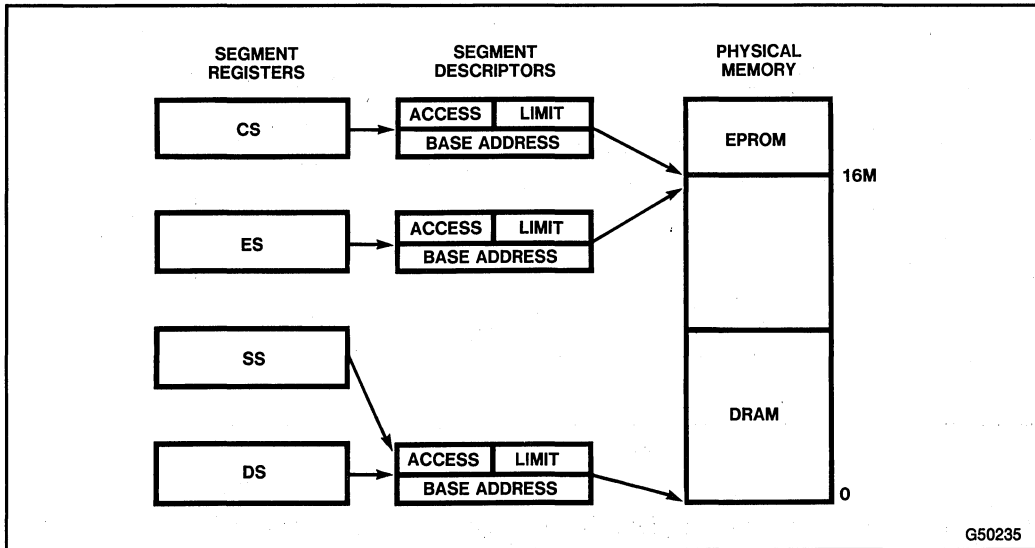 SEGMENT
REGISTERS
SEGMENT
DESCRIPTORS
PHYSICAL
MEMORY
CS
ACCESS
LIMIT
BASE ADDRESS
EPROM
16M
ES
ACCESS
LIMIT
BASE ADDRESS
SS
DRAM
DS
ACCESS
LIMIT
BASE ADDRESS
0
G50235